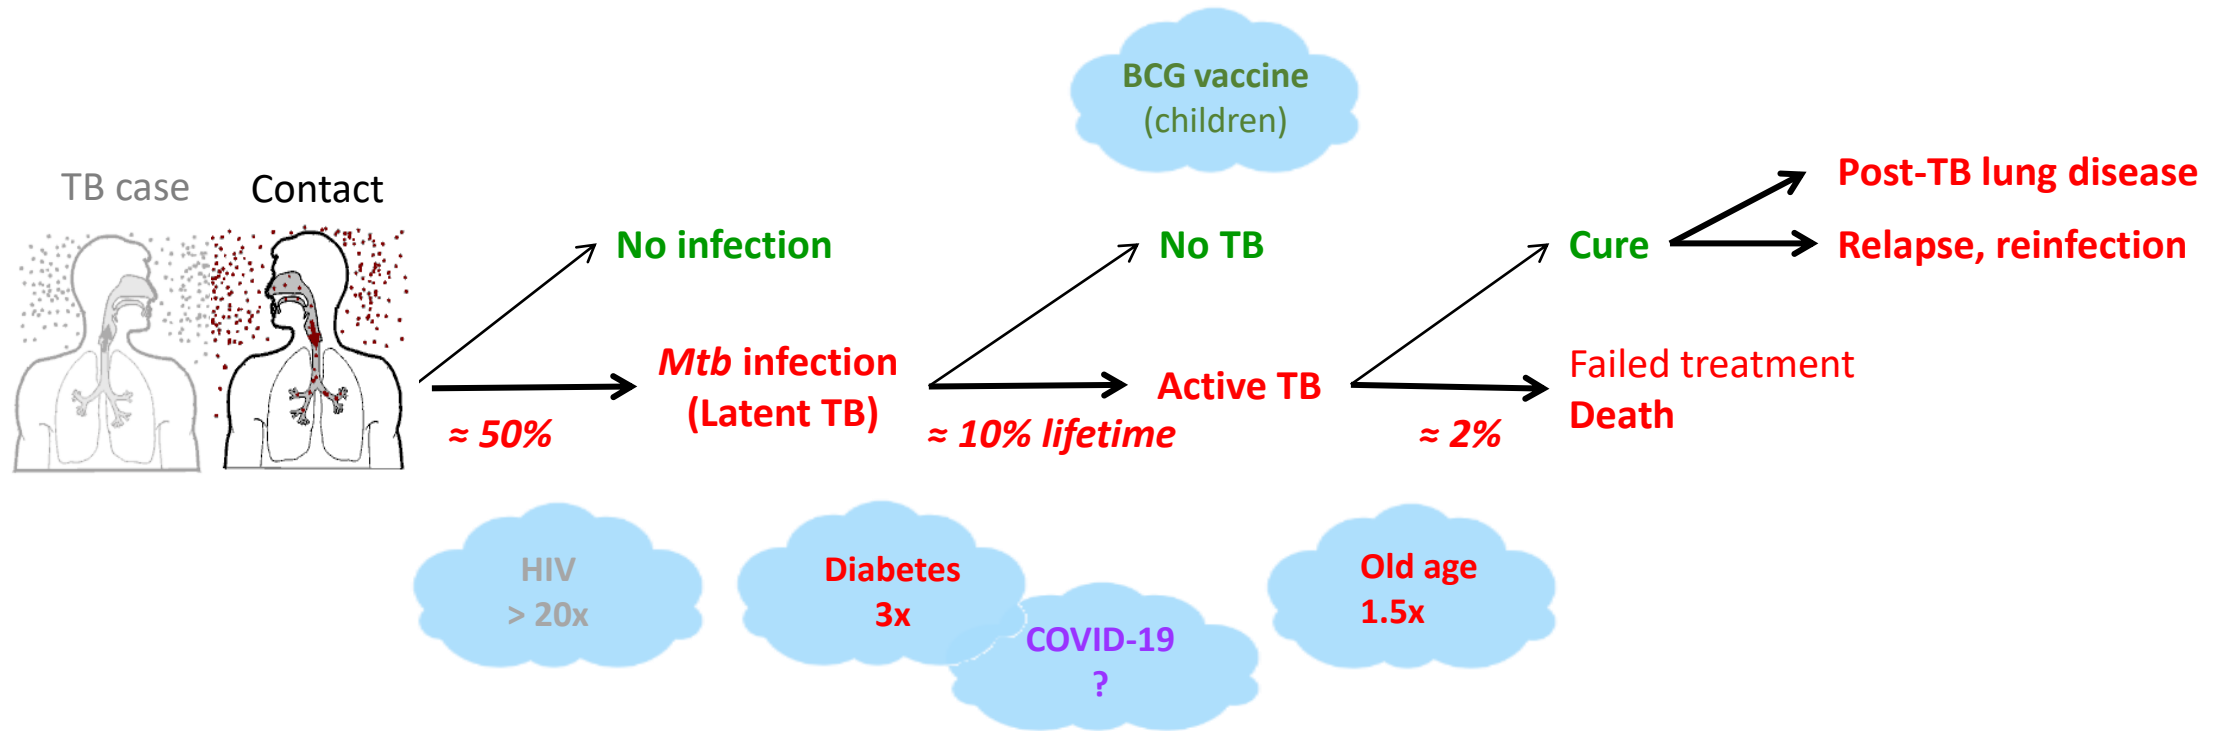 BCG vaccine
(children)
TB case
Contact
Post-TB lung disease
No infection
No TB
Cure
Relapse, reinfection
Mtb infection
(Latent TB)
Active TB
Failed treatment
Death
≈ 50%
≈ 10% lifetime
≈ 2%
HIV
> 20x
Diabetes
3x
COVID-19
?
Old age
1.5x